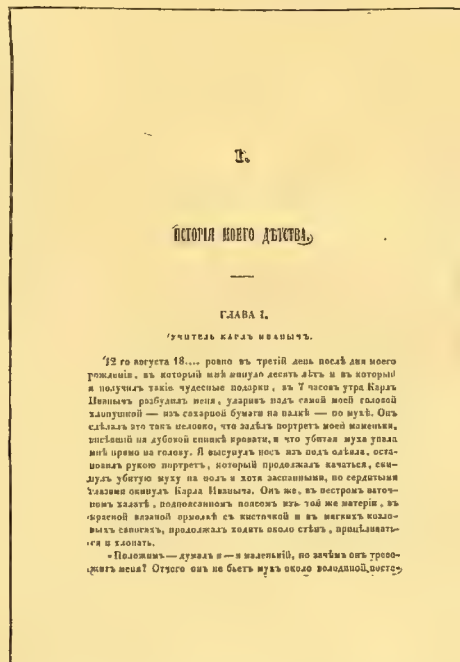 I.
ИСТОРІЯ МОЕГО ДѢТСТВА.
ГЛАВА I.
УЧИТЕЛЬ КАРЛЪ ИВАНЫЧЪ.
12 го августа 18.... ровно въ третій день послѣ дня моего
рожденія, въ который мнѣ минуло десять лѣтъ и въ который
я получилъ такіе чудесные подарки, въ 7 часовъ утра Карлъ
Иванычъ разбудилъ меня, ударивъ надъ самой моей головой
хлопушкой — изъ сахарной бумаги на палкѣ — по мухѣ. Онъ
сдѣлалъ это такъ неловко, что задѣлъ портретъ моей маменьки,
висѣвшій на дубовой спинкѣ кровати, и что убитая муха упала
мнѣ прямо на голову. Я высунулъ носъ изъ подъ одѣяла, оста-
новилъ рукою портретъ, который продолжалъ качаться, ски-
нулъ убитую муху на полъ и хотя заспанными, но сердитыми
глазами окинулъ Карла Иваныча. Онъ же, въ пестромъ ваточ-
номъ халатѣ, подпоясанномъ поясомъ изъ той же матеріи, въ
красной вязаной ермолкѣ съ кисточкой и въ мягкихъ козло-
выхъ сапогахъ, продолжалъ ходить около стѣнъ, прицѣливать-
ся и хлопать.
«Положимъ — думалъ я — я маленькій, но зачѣмъ онъ трево-
житъ меня? Отчего онъ не бьетъ мухъ около володиной посте-